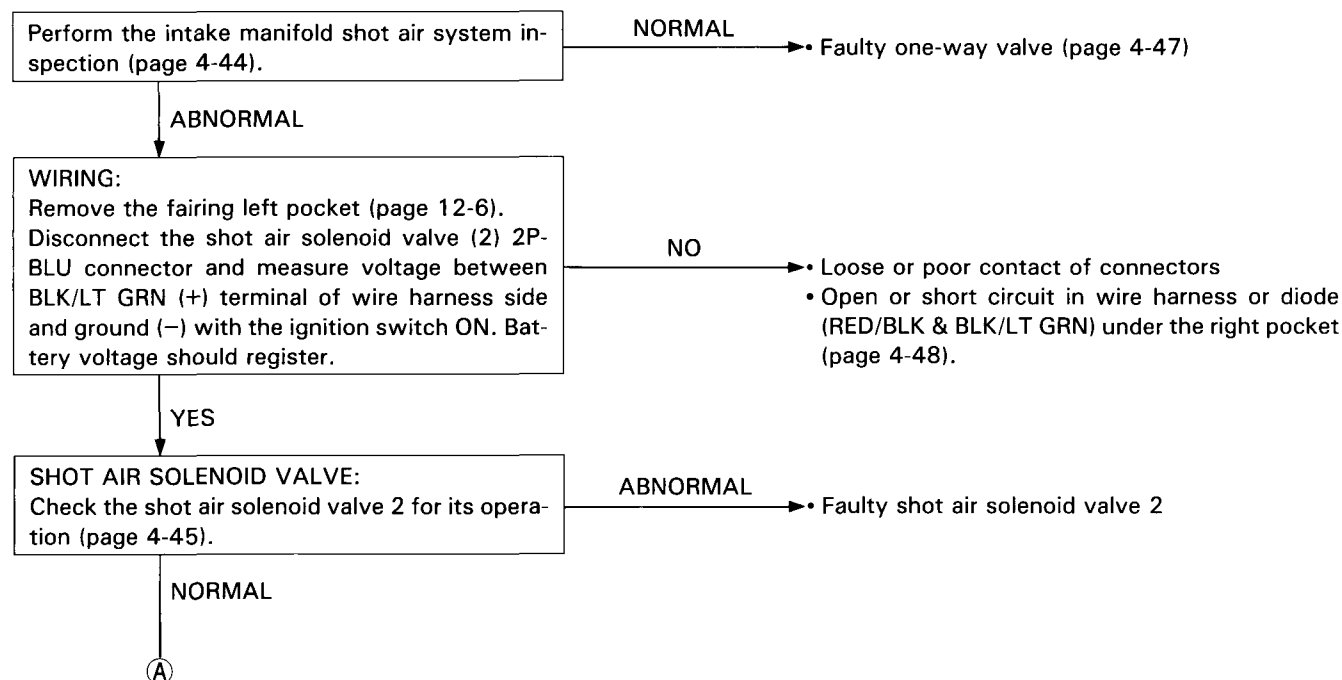 Perform the intake manifold shot air system in-
spection (page 4-44).
NORMAL
• Faulty one-way valve (page 4-47)
ABNORMAL
WIRING:
Remove the fairing left pocket (page 12-6).
Disconnect the shot air solenoid valve (2) 2P-
BLU connector and measure voltage between
BLK/LT GRN (+) terminal of wire harness side
and ground (−) with the ignition switch ON. Bat-
tery voltage should register.
NO
• Loose or poor contact of connectors
• Open or short circuit in wire harness or diode
(RED/BLK & BLK/LT GRN) under the right pocket
(page 4-48).
YES
SHOT AIR SOLENOID VALVE:
Check the shot air solenoid valve 2 for its opera-
tion (page 4-45).
ABNORMAL
• Faulty shot air solenoid valve 2
NORMAL
Ⓐ